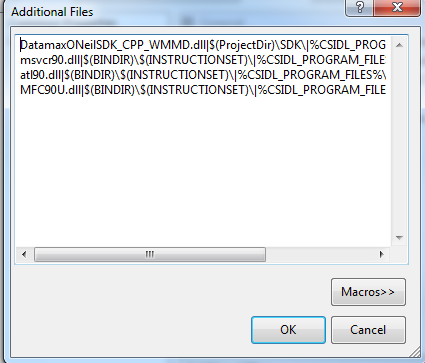 Additional Files
DatamaxONeilSDK_CPP_WMMD.dll|$(ProjectDir)\SDK\|%CSIDL_PROG
msvcr90.dll|$(BINDIR)\$(INSTRUCTIONSET)\|%CSIDL_PROGRAM_FILE
atl90.dll|$(BINDIR)\$(INSTRUCTIONSET)\|%CSIDL_PROGRAM_FILES%\
MFC90U.dll|$(BINDIR)\$(INSTRUCTIONSET)\|%CSIDL_PROGRAM_FILE
Macros>>
OK Cancel